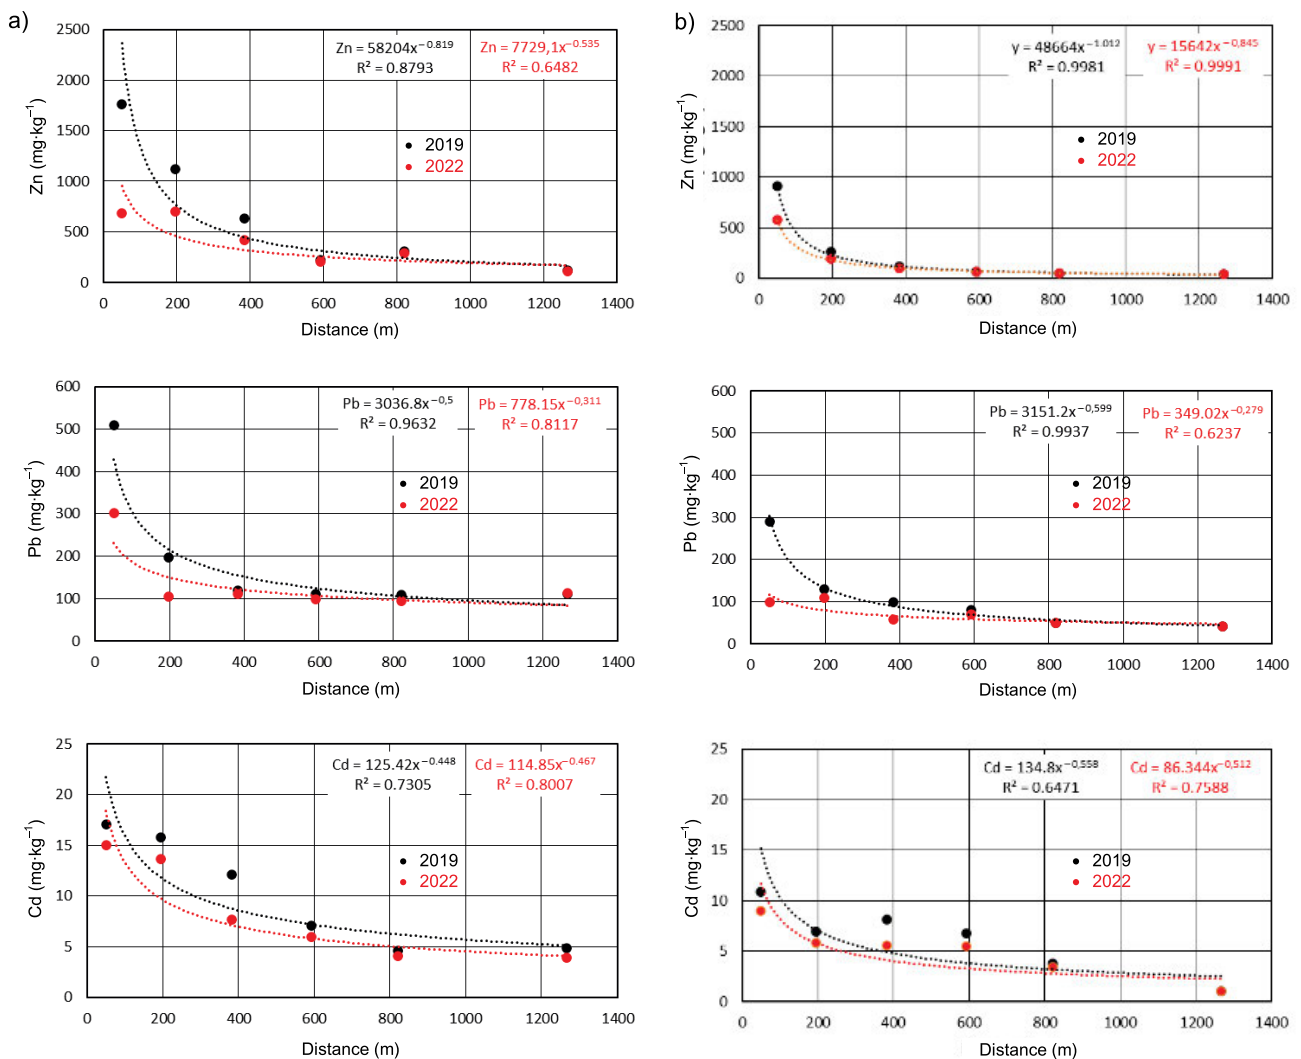 a)
2500
2000
1500
1000
500
0
Zn (mg·kg⁻¹)
Zn = 58204x⁻⁰·⁸¹⁹
R² = 0.8793
Zn = 7729,1x⁻⁰·⁵³⁵
R² = 0.6482
2019
2022
0 200 400 600 800 1000 1200 1400
Distance (m)
b)
2500
2000
1500
1000
500
0
Zn (mg·kg⁻¹)
y = 48664x⁻¹·⁰¹²
R² = 0.9981
y = 15642x⁻⁰,⁸⁴⁵
R² = 0.9991
2019
2022
0 200 400 600 800 1000 1200 1400
Distance (m)
600
500
400
300
200
100
0
Pb (mg·kg⁻¹)
Pb = 3036.8x⁻⁰,⁵
R² = 0.9632
Pb = 778.15x⁻⁰,³¹¹
R² = 0.8117
2019
2022
0 200 400 600 800 1000 1200 1400
Distance (m)
600
500
400
300
200
100
0
Pb (mg·kg⁻¹)
Pb = 3151.2x⁻⁰,⁵⁹⁹
R² = 0.9937
Pb = 349.02x⁻⁰,²⁷⁹
R² = 0.6237
2019
2022
0 200 400 600 800 1000 1200 1400
Distance (m)
25
20
15
10
5
0
Cd (mg·kg⁻¹)
Cd = 125.42x⁻⁰·⁴⁴⁸
R² = 0.7305
Cd = 114.85x⁻⁰·⁴⁶⁷
R² = 0.8007
2019
2022
0 200 400 600 800 1000 1200 1400
Distance (m)
25
20
15
10
5
0
Cd (mg·kg⁻¹)
Cd = 134.8x⁻⁰,⁵⁵⁸
R² = 0.6471
Cd = 86.344x⁻⁰,⁵¹²
R² = 0.7588
2019
2022
0 200 400 600 800 1000 1200 1400
Distance (m)